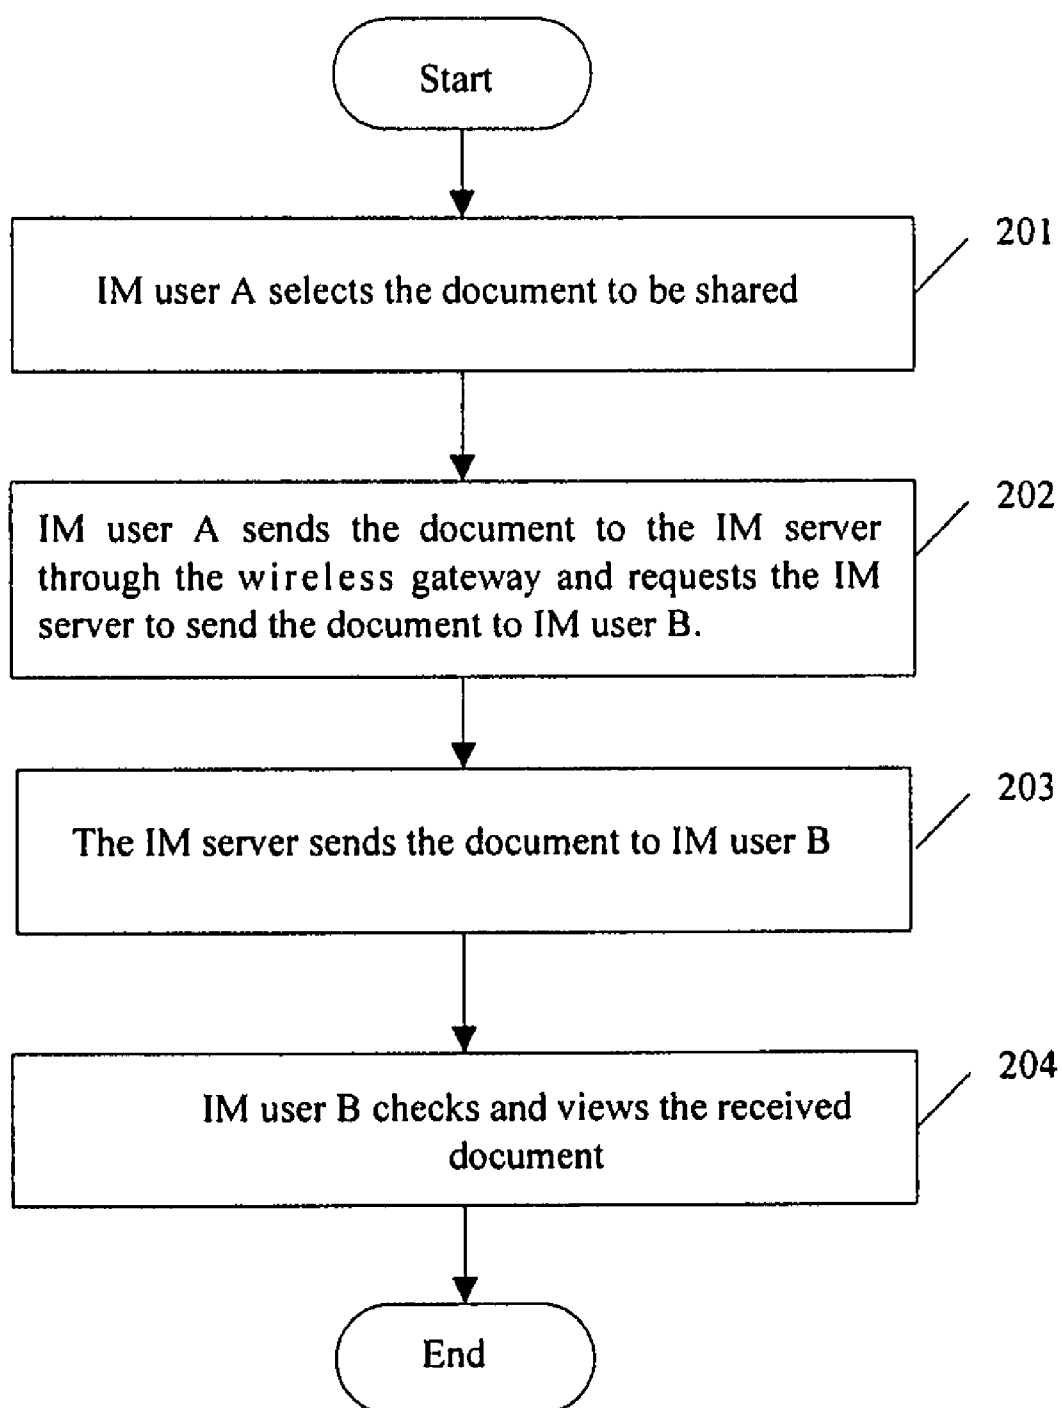 Start
201
IM user A selects the document to be shared
202
IM user A sends the document to the IM server
through the wireless gateway and requests the IM
server to send the document to IM user B.
203
The IM server sends the document to IM user B
204
IM user B checks and views the received
document
End